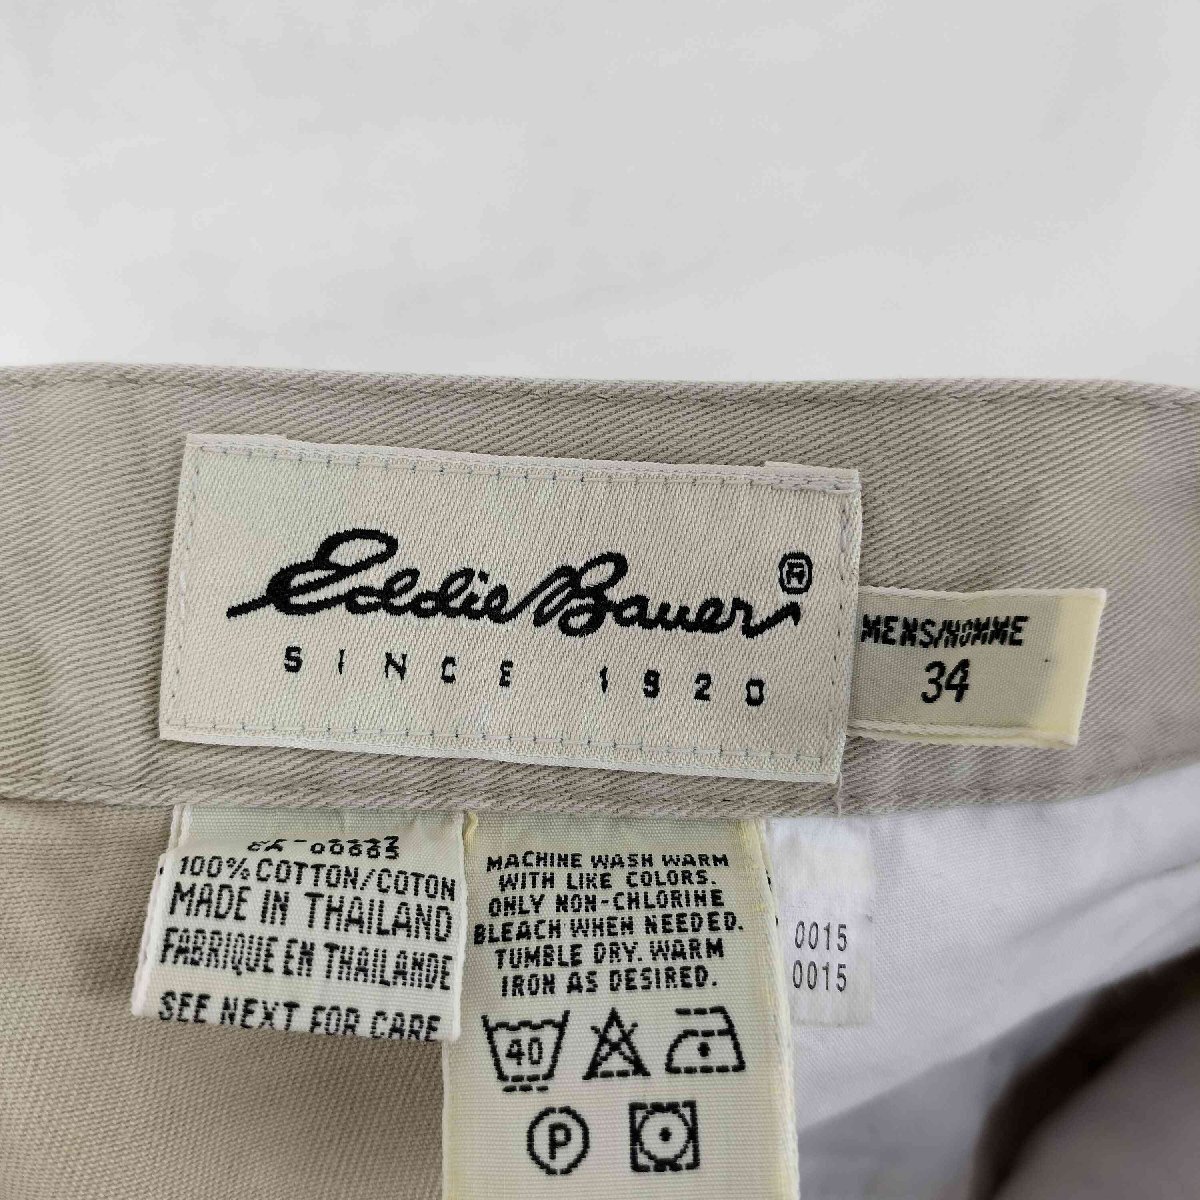 Eddie Bauer ®
SINCE 1920
MENS/HOMME
34
100% COTTON/COTON
MADE IN THAILAND
FABRIQUE EN THAILANDE
SEE NEXT FOR CARE
MACHINE WASH WARM
WITH LIKE COLORS.
ONLY NON-CHLORINE
BLEACH WHEN NEEDED.
TUMBLE DRY. WARM
IRON AS DESIRED.
40
P
0015
0015